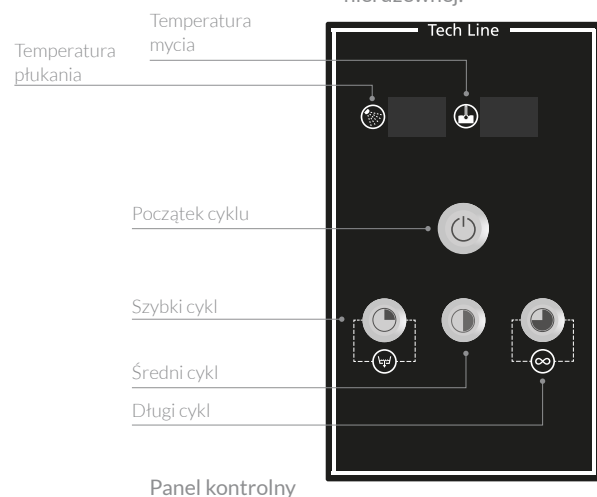 Temperatura
mycia
Tech Line
Temperatura
płukania
Początek cyklu
Szybki cykl
Średni cykl
Długi cykl
Panel kontrolny